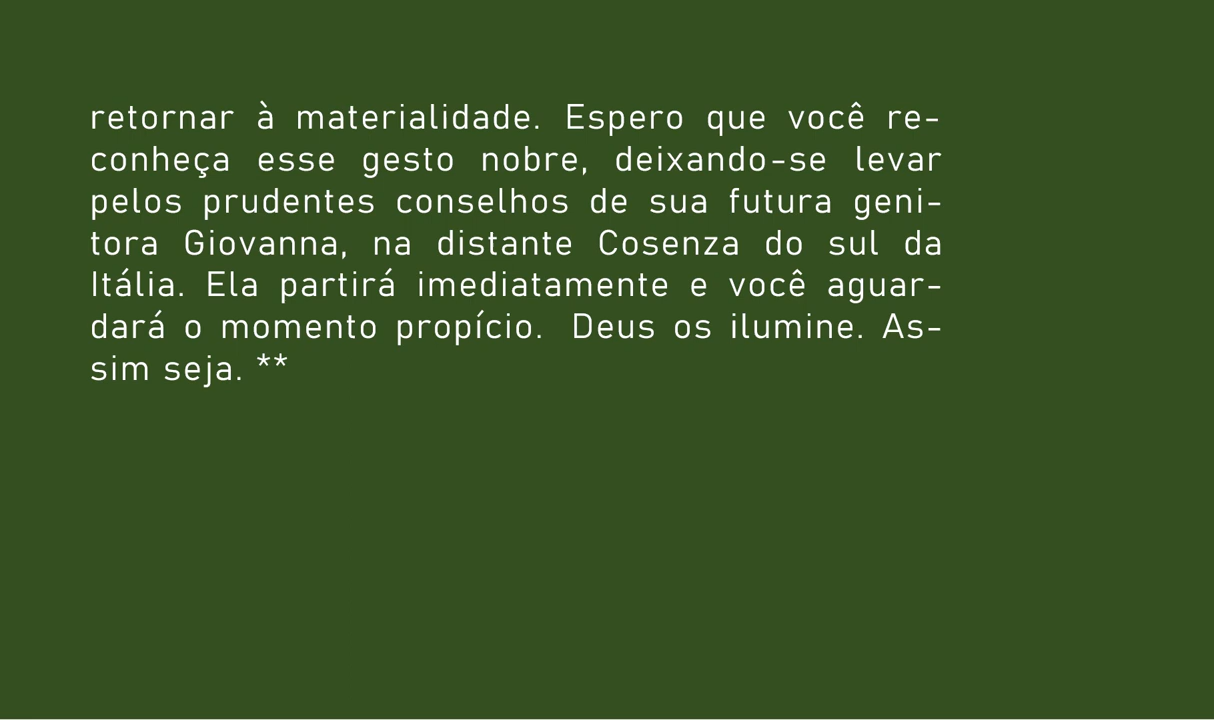 retornar à materialidade. Espero que você re-
conheça esse gesto nobre, deixando-se levar
pelos prudentes conselhos de sua futura geni-
tora Giovanna, na distante Cosenza do sul da
Itália. Ela partirá imediatamente e você aguar-
dará o momento propício. Deus os ilumine. As-
sim seja. **